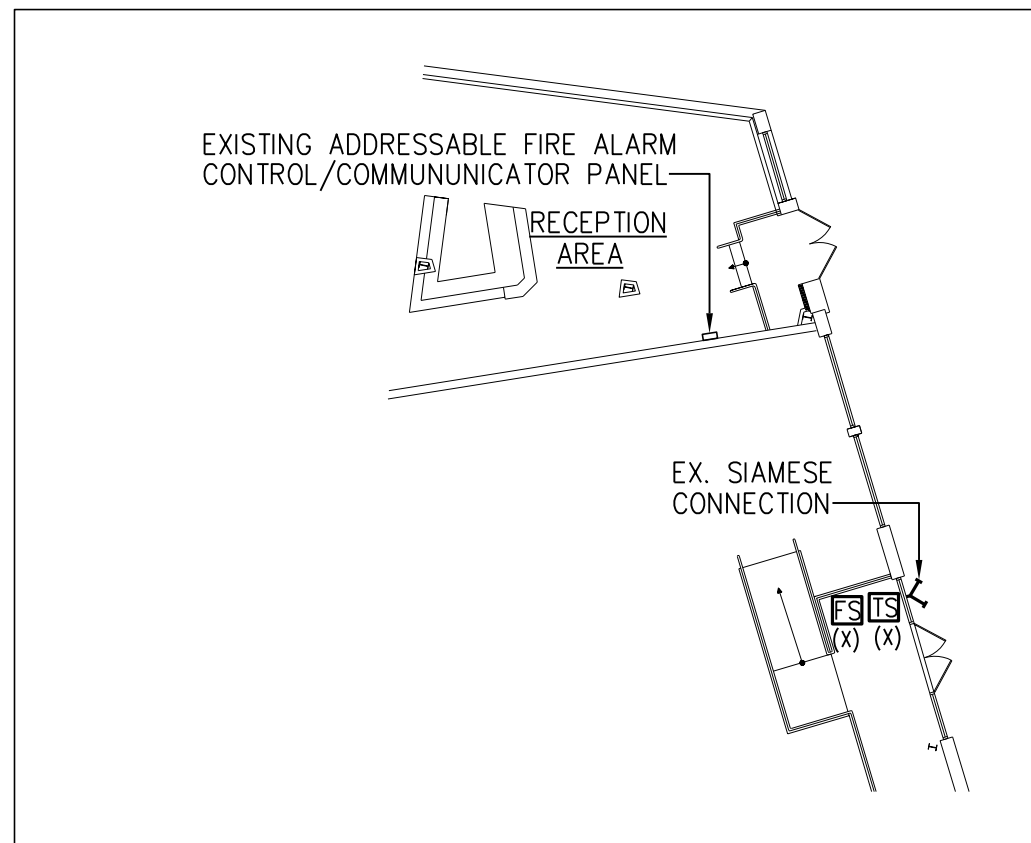 EXISTING ADDRESSABLE FIRE ALARM
CONTROL/COMMUNUNICATOR PANEL
RECEPTION
AREA
EX. SIAMESE
CONNECTION
FS TS
(X) (X)